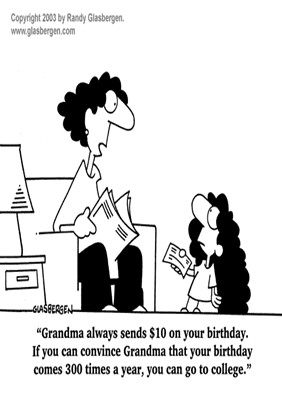 Copyright 2003 by Randy Glasbergen.
www.glasbergen.com
GLASBERGEN
“Grandma always sends $10 on your birthday.
If you can convince Grandma that your birthday
comes 300 times a year, you can go to college.”